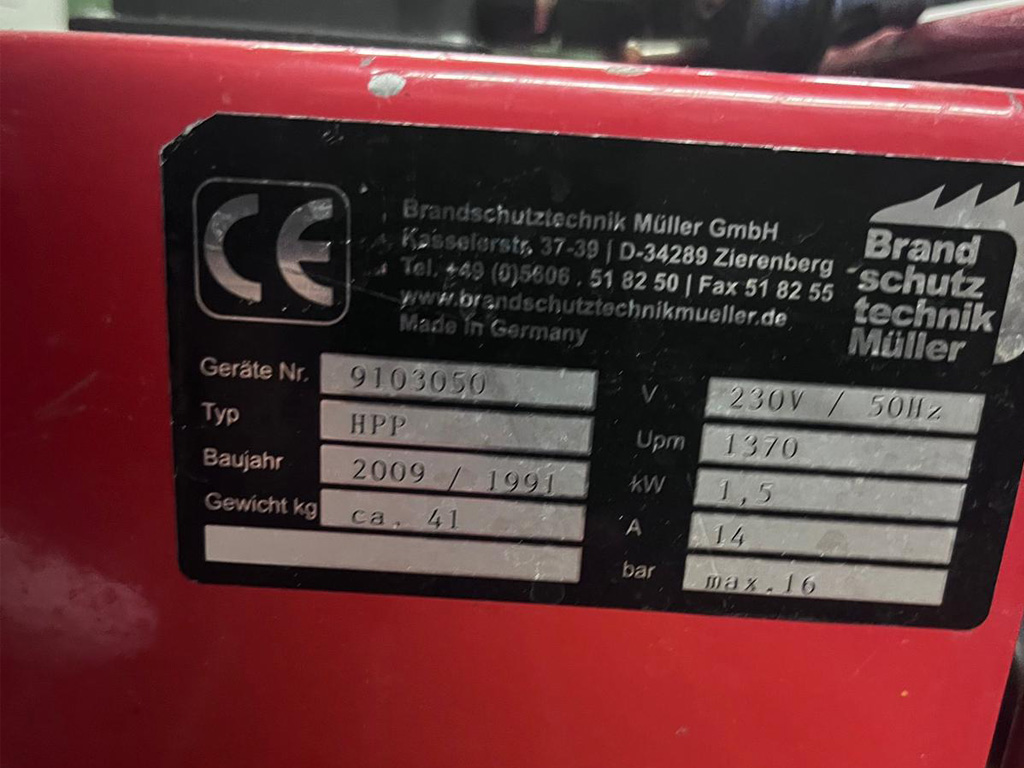 CE
Brandschutztechnik Müller GmbH
Kasselerstr. 37-39 | D-34289 Zierenberg
Tel. +49 (0)5606 . 51 82 50 | Fax 51 82 55
www.brandschutztechnikmueller.de
Made in Germany
Brand
schutz
technik
Müller
Geräte Nr. 9103050
Typ HPP
Baujahr 2009 / 1991
Gewicht kg ca. 41
V 230V / 50Hz
Upm 1370
kW 1,5
A 14
bar max.16